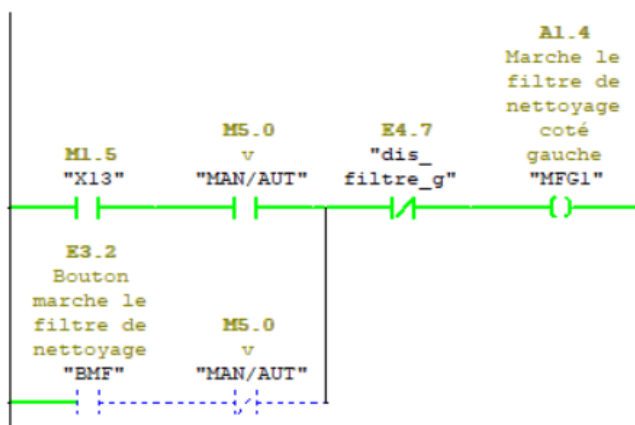 A1.4
Marche le
filtre de
nettoyage
coté
gauche
"MFG1"
M5.0
v
"MAN/AUT"
E4.7
"dis_
filtre_g"
M1.5
"X13"
E3.2
Bouton
marche le
filtre de
nettoyage
"BMF"
M5.0
v
"MAN/AUT"